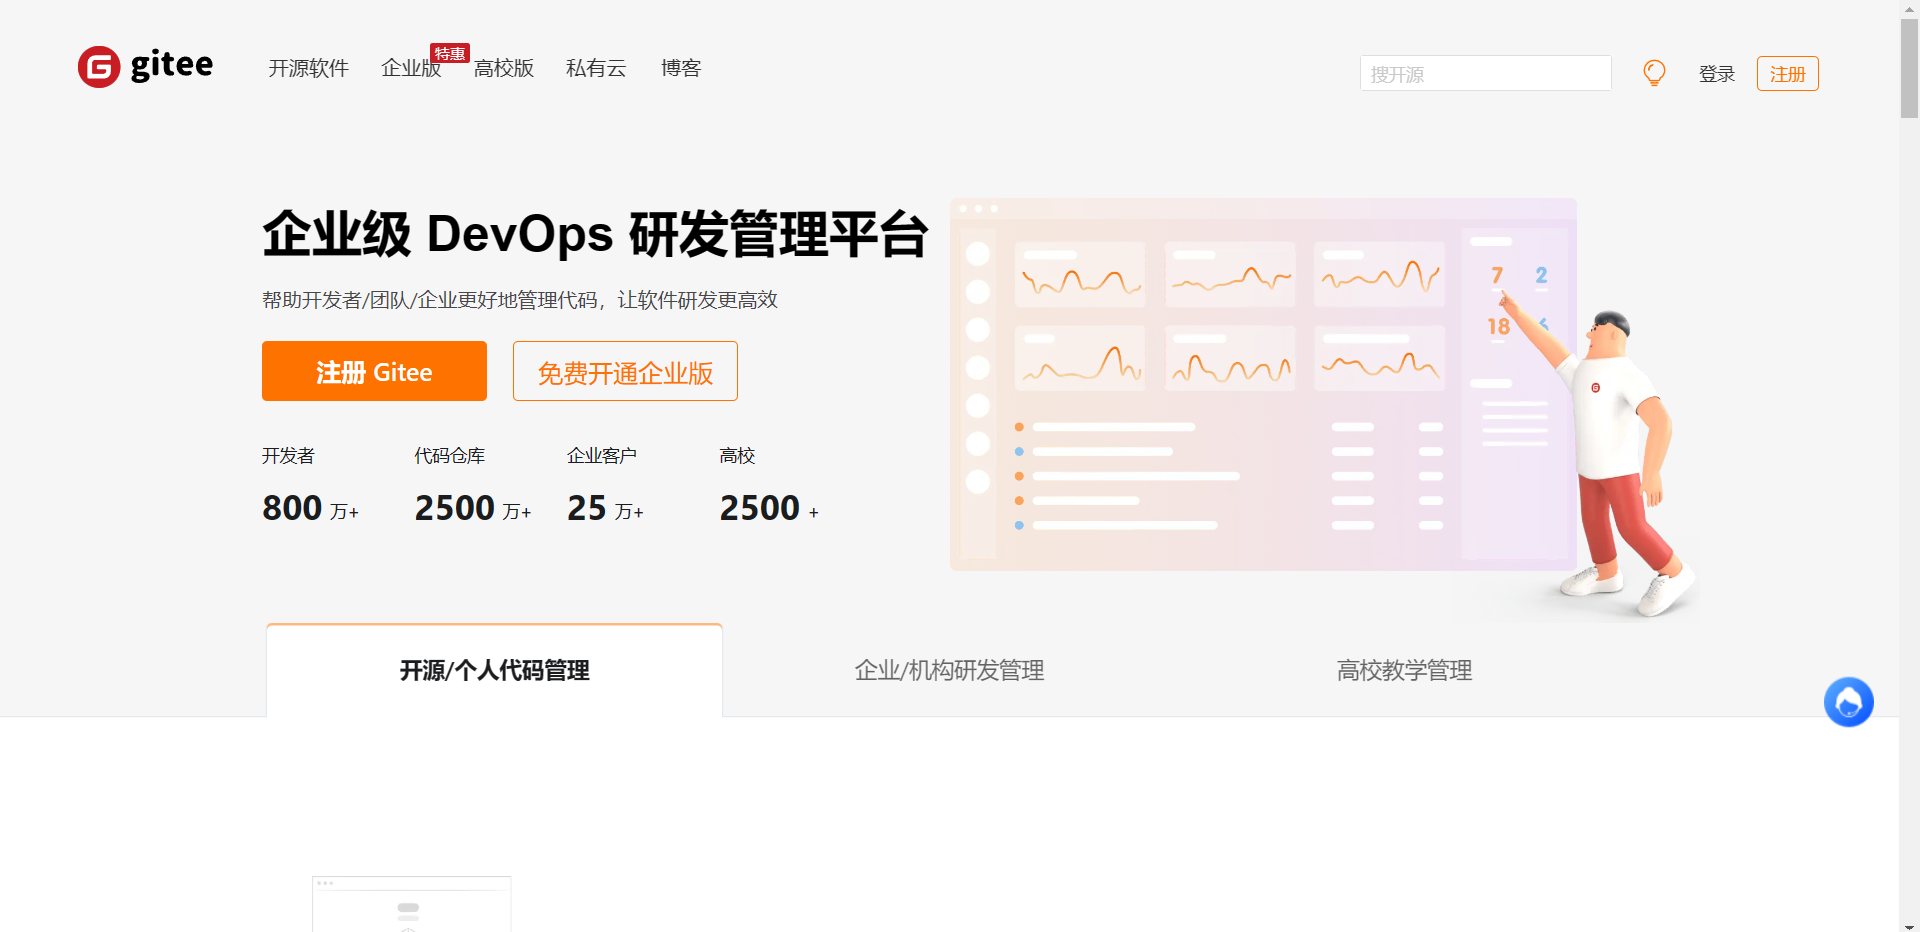 gitee 开源软件 企业版 特惠 高校版 私有云 博客 搜开源 登录 注册
企业级 DevOps 研发管理平台
帮助开发者/团队/企业更好地管理代码，让软件研发更高效
注册 Gitee 免费开通企业版
开发者 代码仓库 企业客户 高校
800 万+ 2500 万+ 25 万+ 2500 +
7 2
18 6
开源/个人代码管理 企业/机构研发管理 高校教学管理